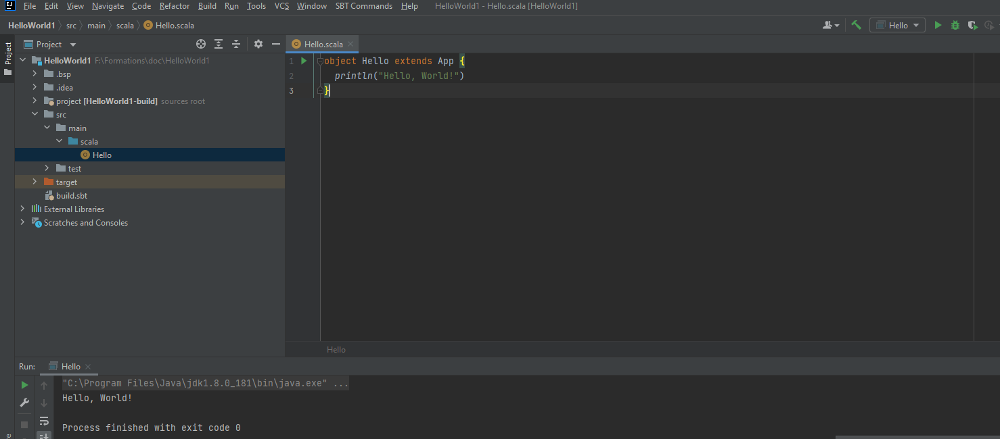 File Edit View Navigate Code Refactor Build Run Tools VCS Window SBT Commands Help HelloWorld1 - Hello.scala [HelloWorld1]
HelloWorld1 src main scala Hello.scala
Hello
Project
Project
HelloWorld1 F:\Formations\doc\HelloWorld1
.bsp
.idea
project [HelloWorld1-build] sources root
src
main
scala
Hello
test
target
build.sbt
External Libraries
Scratches and Consoles
Hello.scala
1 object Hello extends App {
2 println("Hello, World!")
3 }
Hello
Run: Hello
"C:\Program Files\Java\jdk1.8.0_181\bin\java.exe" ...
Hello, World!
Process finished with exit code 0